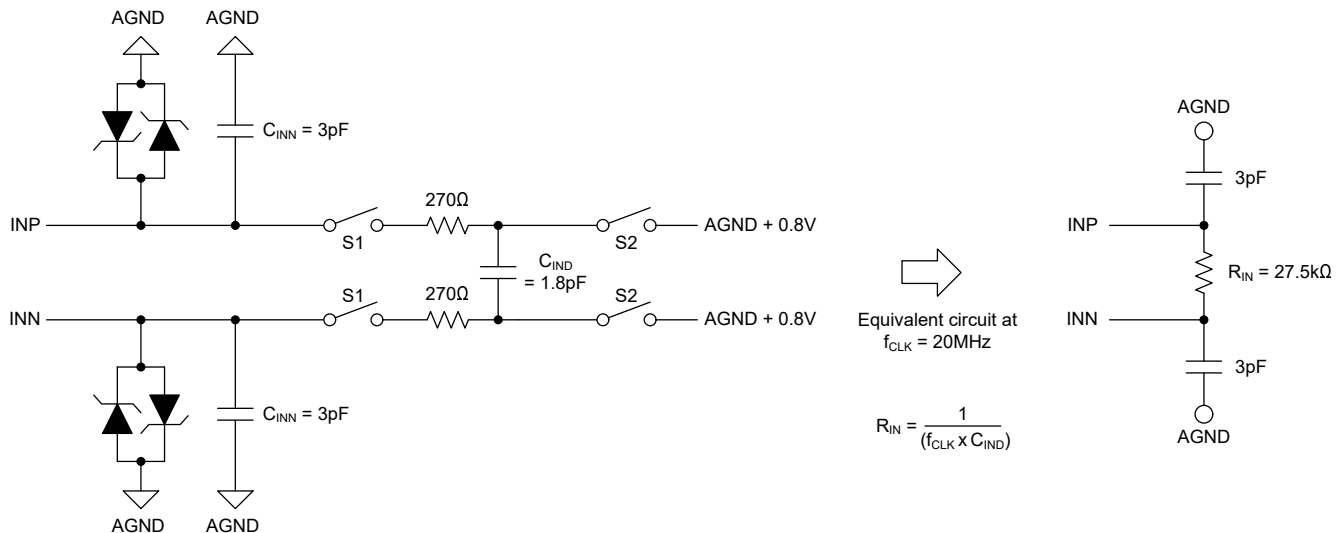 AGND
AGND
C_INN = 3pF
INP
S1
270Ω
S2
AGND + 0.8V
C_IND
= 1.8pF
INN
S1
270Ω
S2
AGND + 0.8V
C_INN = 3pF
AGND
AGND
Equivalent circuit at
f_CLK = 20MHz
R_IN = 1 / (f_CLK x C_IND)
AGND
3pF
INP
R_IN = 27.5kΩ
INN
3pF
AGND